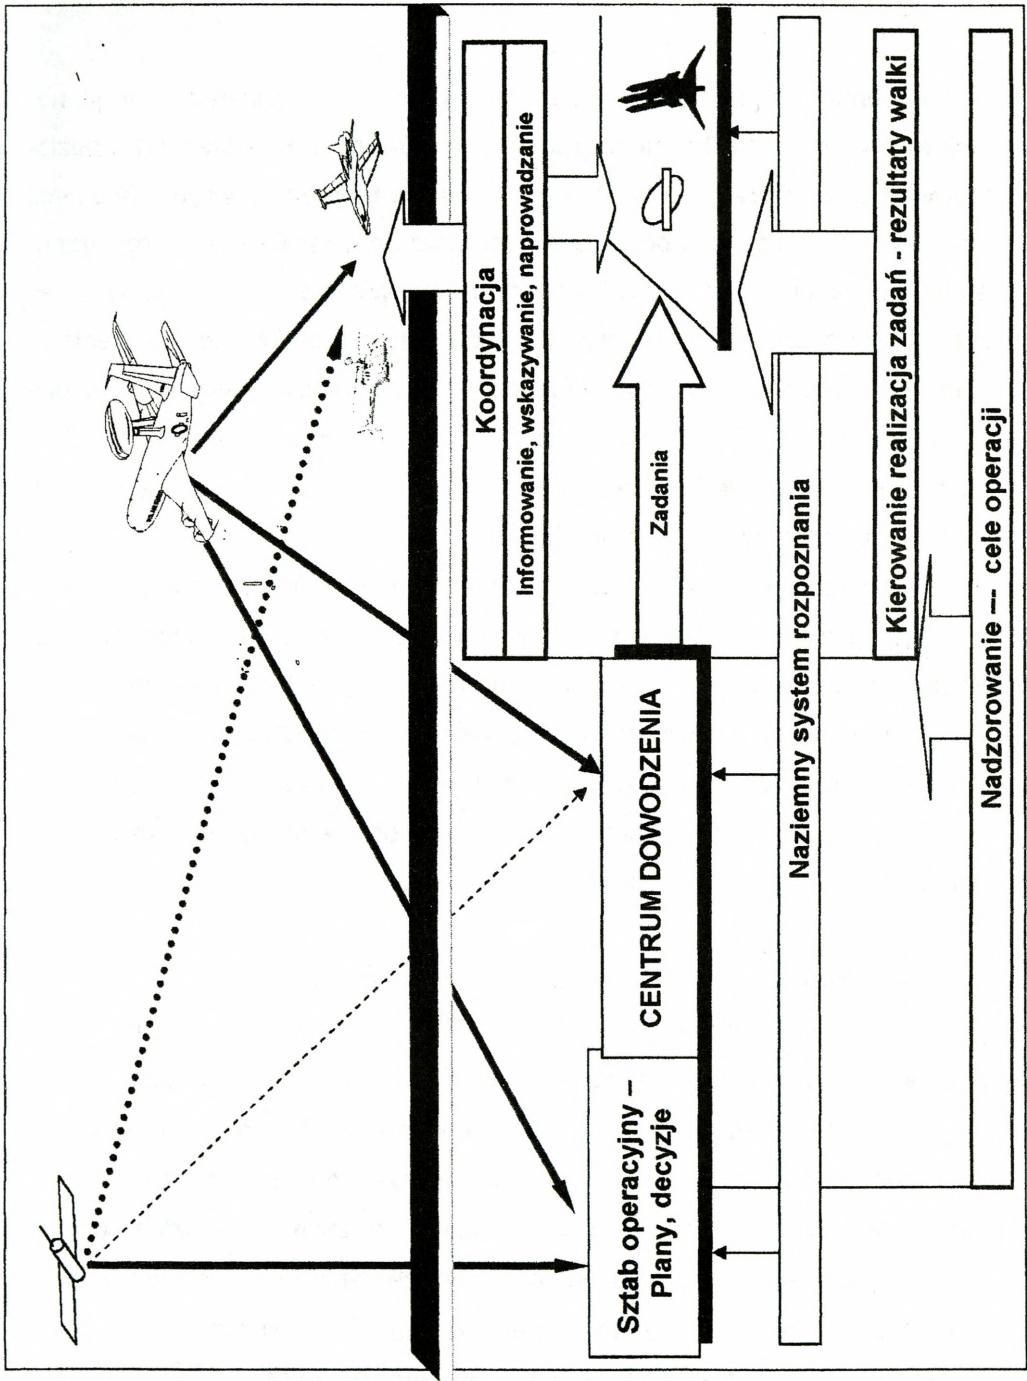 Koordynacja
Informowanie, wskazywanie, naprowadzanie
Sztab operacyjny –
Plany, decyzje
CENTRUM DOWODZENIA
Zadania
Naziemny system rozpoznania
Kierowanie realizacja zadań - rezultaty walki
Nadzorowanie –- cele operacji